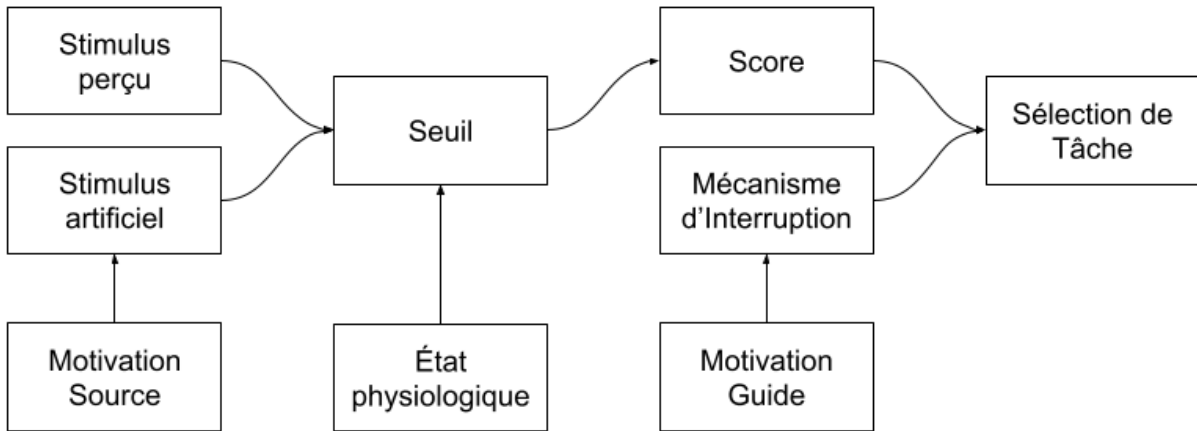 Stimulus
perçu
Stimulus
artificiel
Motivation
Source
Seuil
État
physiologique
Score
Mécanisme
d’Interruption
Motivation
Guide
Sélection de
Tâche